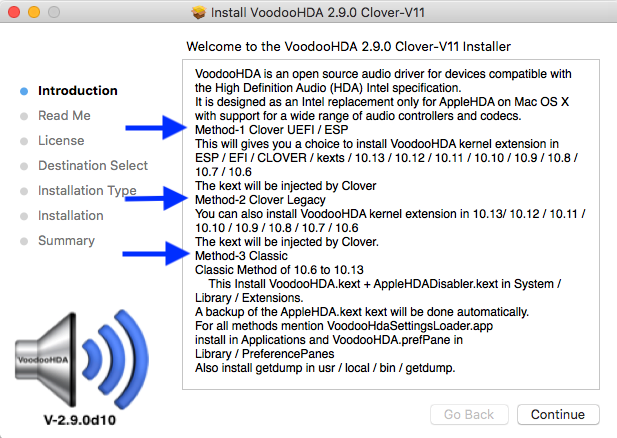 Install VoodooHDA 2.9.0 Clover-V11
Welcome to the VoodooHDA 2.9.0 Clover-V11 Installer
Introduction
Read Me
License
Destination Select
Installation Type
Installation
Summary
VoodooHDA is an open source audio driver for devices compatible with
the High Definition Audio (HDA) Intel specification.
It is designed as an Intel replacement only for AppleHDA on Mac OS X
with support for a wide range of audio controllers and codecs.
Method-1 Clover UEFI / ESP
This will gives you a choice to install VoodooHDA kernel extension in
ESP / EFI / CLOVER / kexts / 10.13 / 10.12 / 10.11 / 10.10 / 10.9 / 10.8 /
10.7 / 10.6
The kext will be injected by Clover
Method-2 Clover Legacy
You can also install VoodooHDA kernel extension in 10.13/ 10.12 / 10.11 /
10.10 / 10.9 / 10.8 / 10.7 / 10.6
The kext will be injected by Clover.
Method-3 Classic
Classic Method of 10.6 to 10.13
This Install VoodooHDA.kext + AppleHDADisabler.kext in System /
Library / Extensions.
A backup of the AppleHDA.kext kext will be done automatically.
For all methods mention VoodooHdaSettingsLoader.app
install in Applications and VoodooHDA.prefPane in
Library / PreferencePanes
Also install getdump in usr / local / bin / getdump.
VoodooHDA
V-2.9.0d10
Go Back
Continue